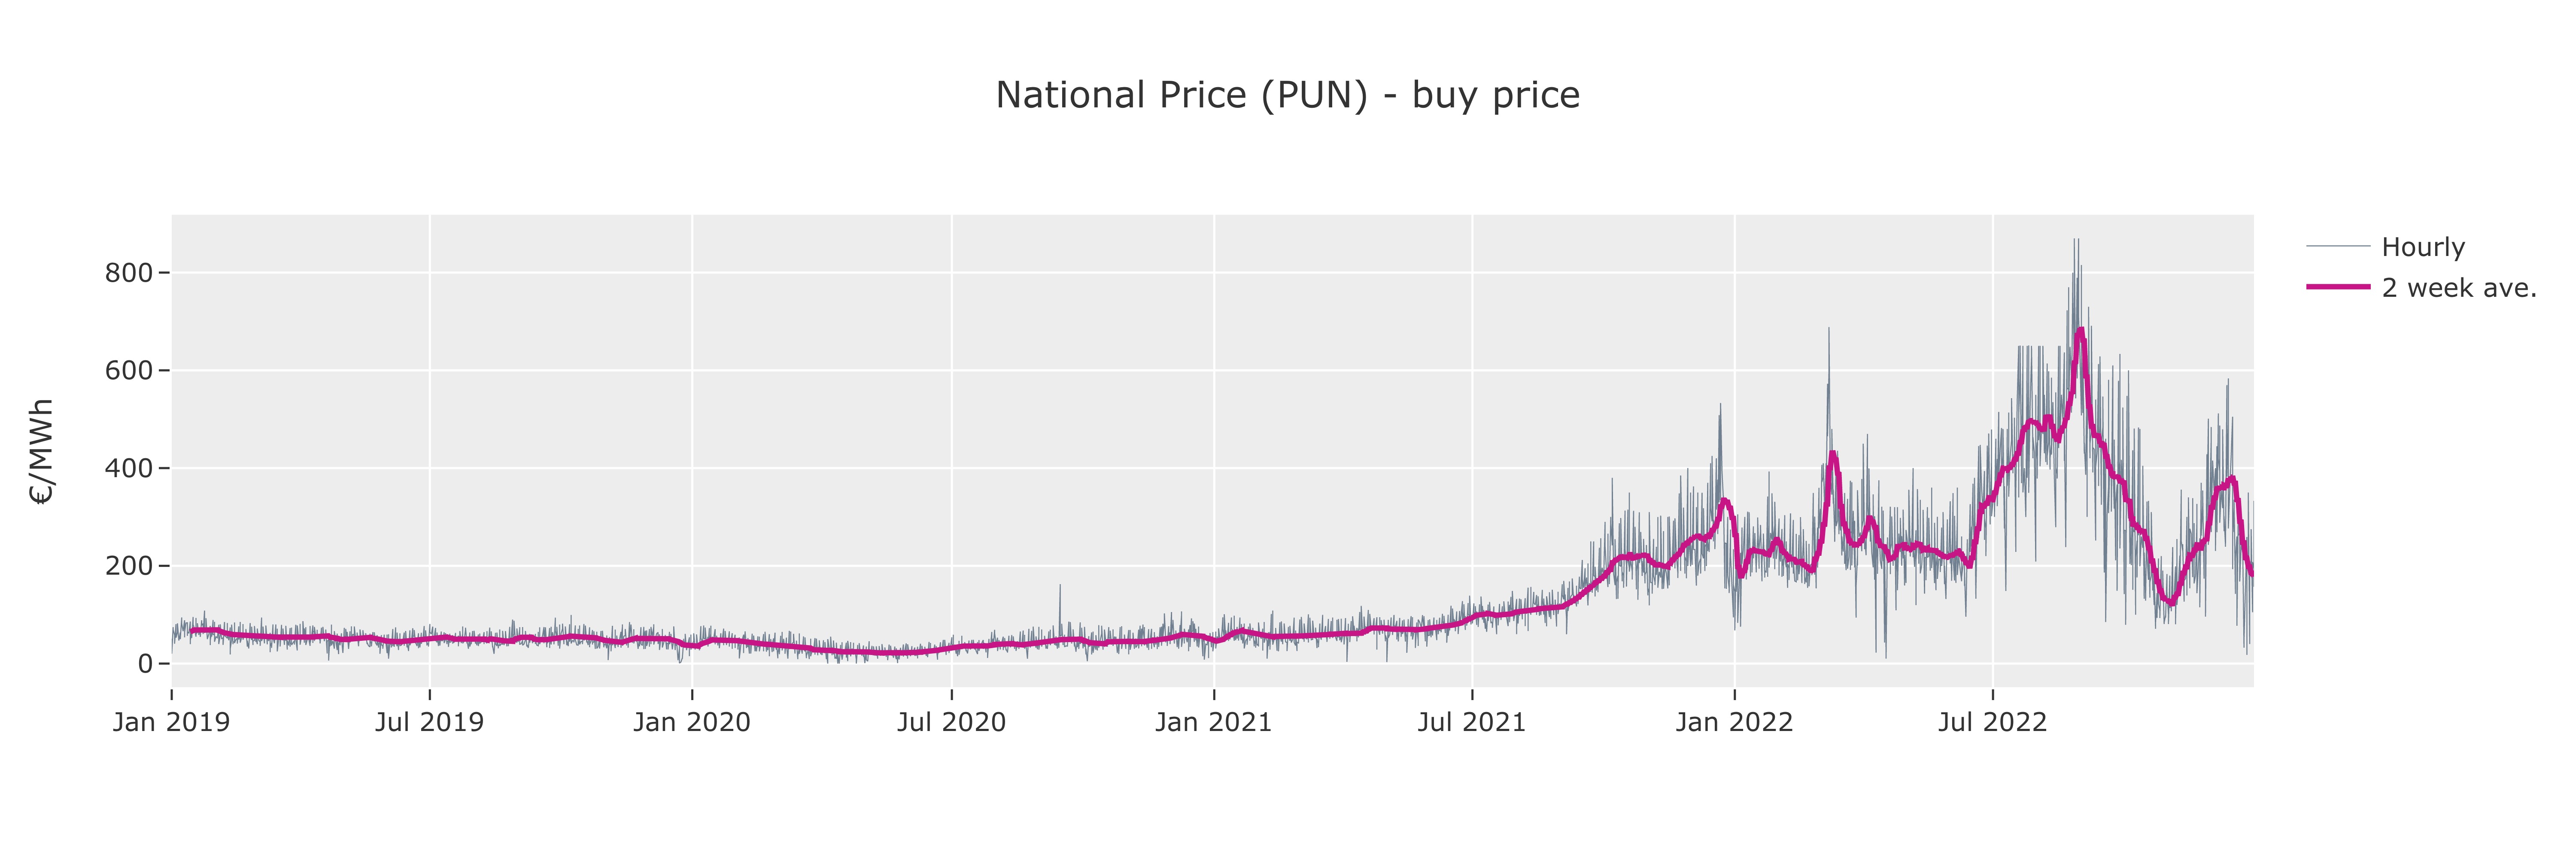 National Price (PUN) - buy price
Hourly
2 week ave.
€/MWh
800
600
400
200
0
Jan 2019
Jul 2019
Jan 2020
Jul 2020
Jan 2021
Jul 2021
Jan 2022
Jul 2022